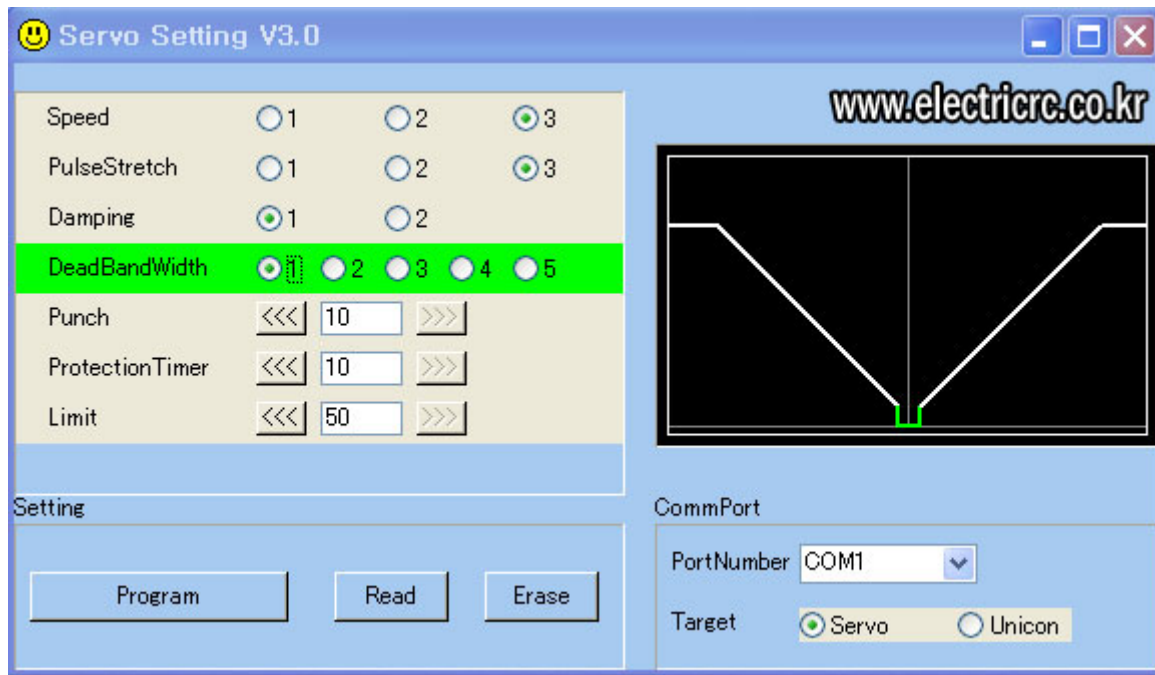 Servo Setting V3.0
www.electricrc.co.kr
Speed 1 2 3
PulseStretch 1 2 3
Damping 1 2
DeadBandWidth 1 2 3 4 5
Punch <<< 10 >>>
ProtectionTimer <<< 10 >>>
Limit <<< 50 >>>
Setting
Program Read Erase
CommPort
PortNumber COM1
Target Servo Unicon